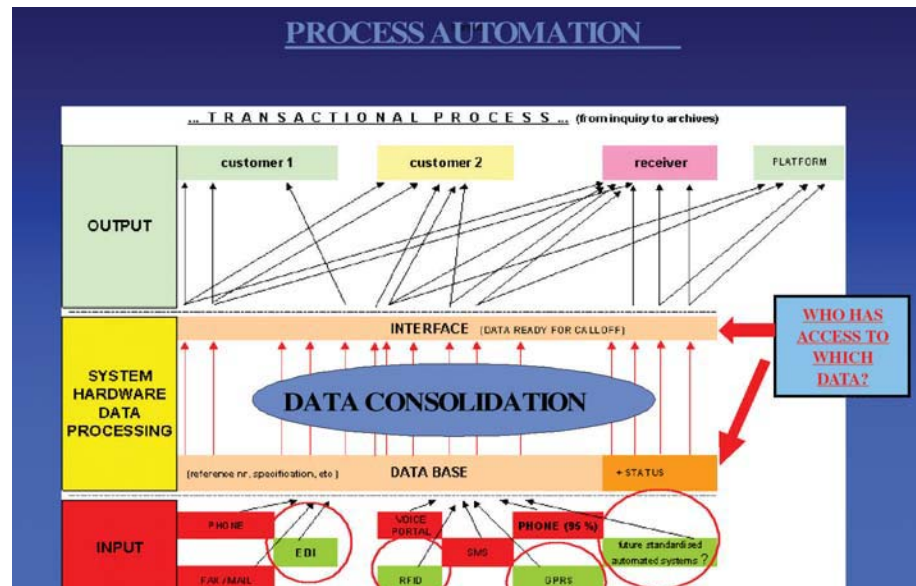 PROCESS AUTOMATION
... TRANSACTIONAL PROCESS ... (from inquiry to archives)
customer 1
customer 2
receiver
PLATFORM
OUTPUT
INTERFACE (DATA READY FOR CALLOFF)
WHO HAS
ACCESS TO
WHICH
DATA?
SYSTEM
HARDWARE
DATA
PROCESSING
DATA CONSOLIDATION
(reference nr, specification, etc)
DATA BASE
+ STATUS
INPUT
PHONE
EDI
VOICE
PORTAL
PHONE (95 %)
SMS
future standardised
automated systems ?
FAX / MAIL
RFID
GPRS